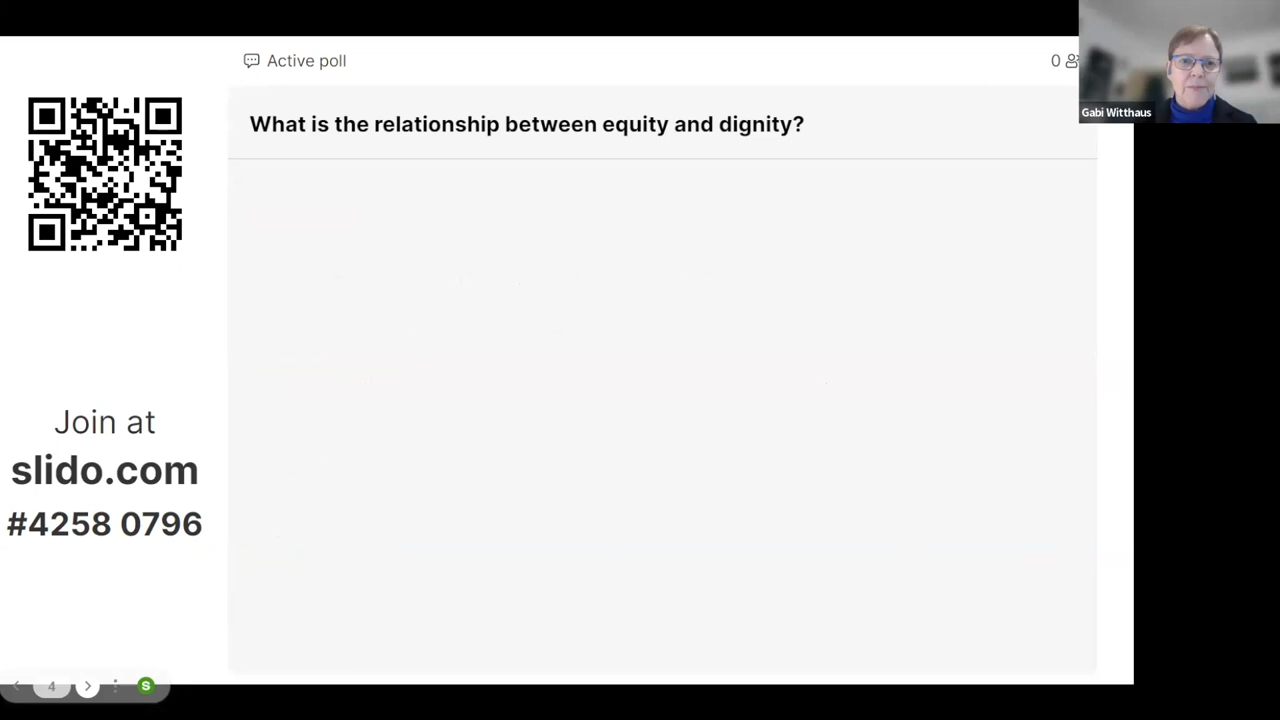 Active poll
0
Gabi Witthaus
What is the relationship between equity and dignity?
Join at
slido.com
#4258 0796
4
S